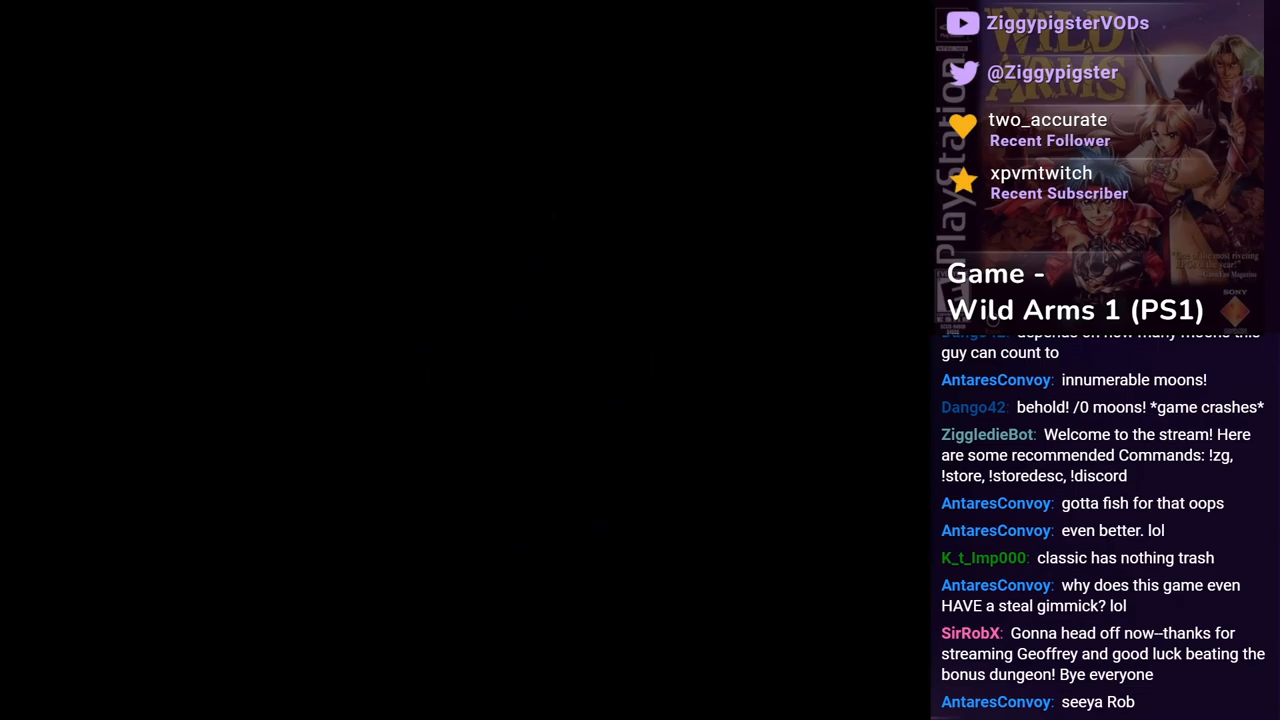 ZiggypigsterVODs
@Ziggypigster
two_accurate
Recent Follower
xpvmtwitch
Recent Subscriber
WILD
ARMS
PlayStation
Game -
Wild Arms 1 (PS1)
SONY
guy can count to
AntaresConvoy: innumerable moons!
Dango42: behold! /0 moons! *game crashes*
ZiggledieBot: Welcome to the stream! Here
are some recommended Commands: !zg,
!store, !storedesc, !discord
AntaresConvoy: gotta fish for that oops
AntaresConvoy: even better. lol
K_t_Imp000: classic has nothing trash
AntaresConvoy: why does this game even
HAVE a steal gimmick? lol
SirRobX: Gonna head off now--thanks for
streaming Geoffrey and good luck beating the
bonus dungeon! Bye everyone
AntaresConvoy: seeya Rob